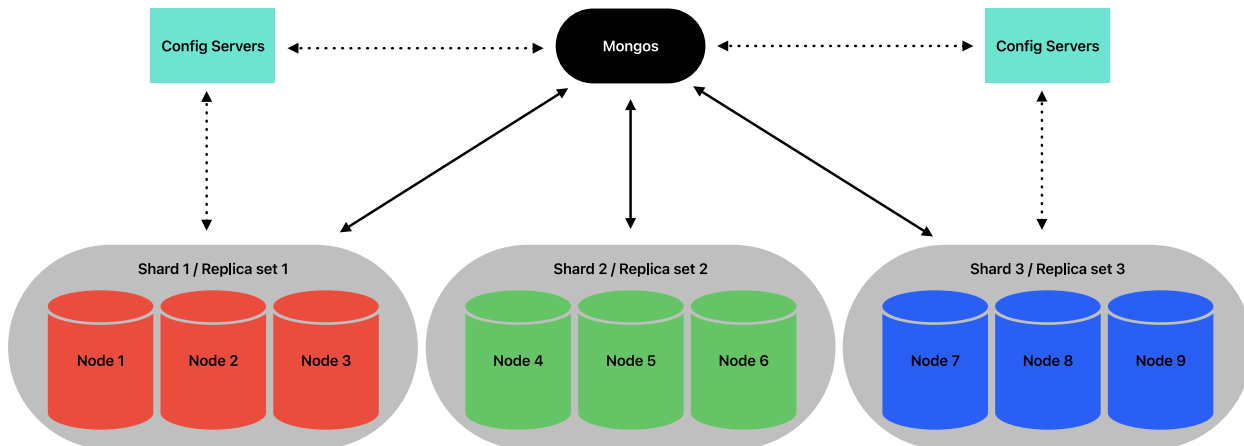 Config Servers
Mongos
Config Servers
Shard 1 / Replica set 1
Shard 2 / Replica set 2
Shard 3 / Replica set 3
Node 1
Node 2
Node 3
Node 4
Node 5
Node 6
Node 7
Node 8
Node 9